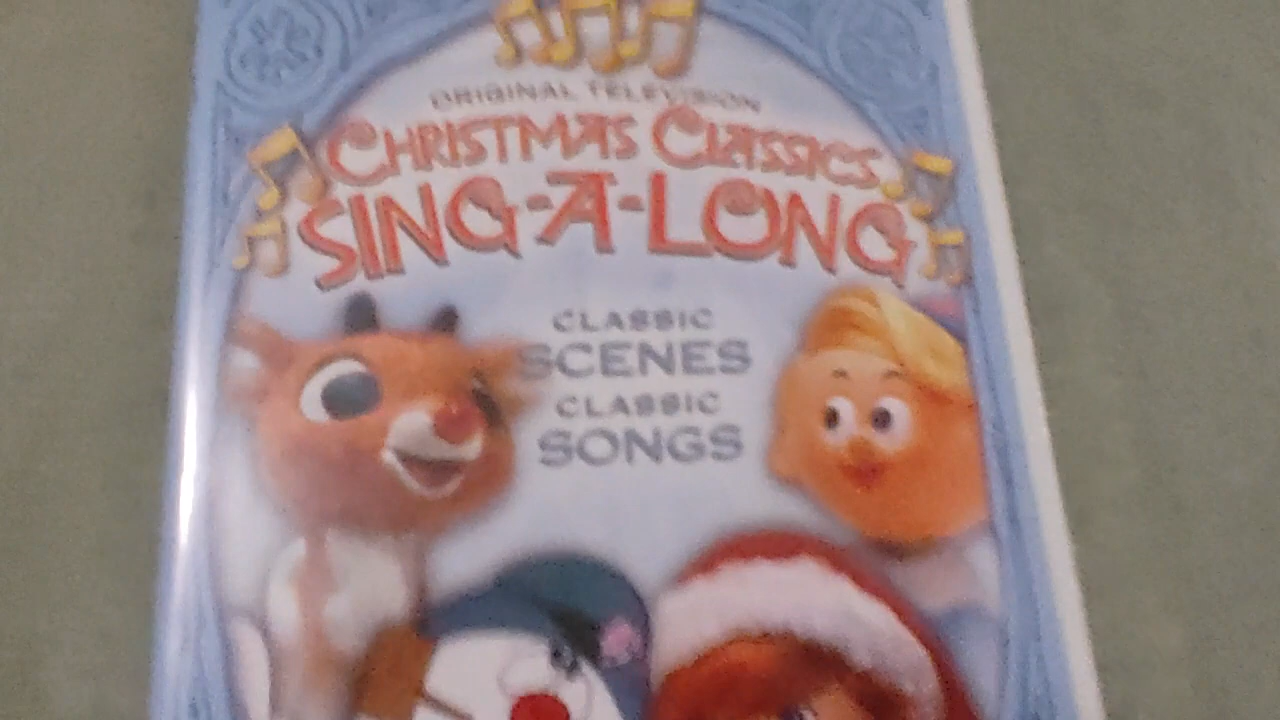 ORIGINAL TELEVISION
CHRISTMAS CLASSICS
SING-A-LONG
CLASSIC
SCENES
CLASSIC
SONGS